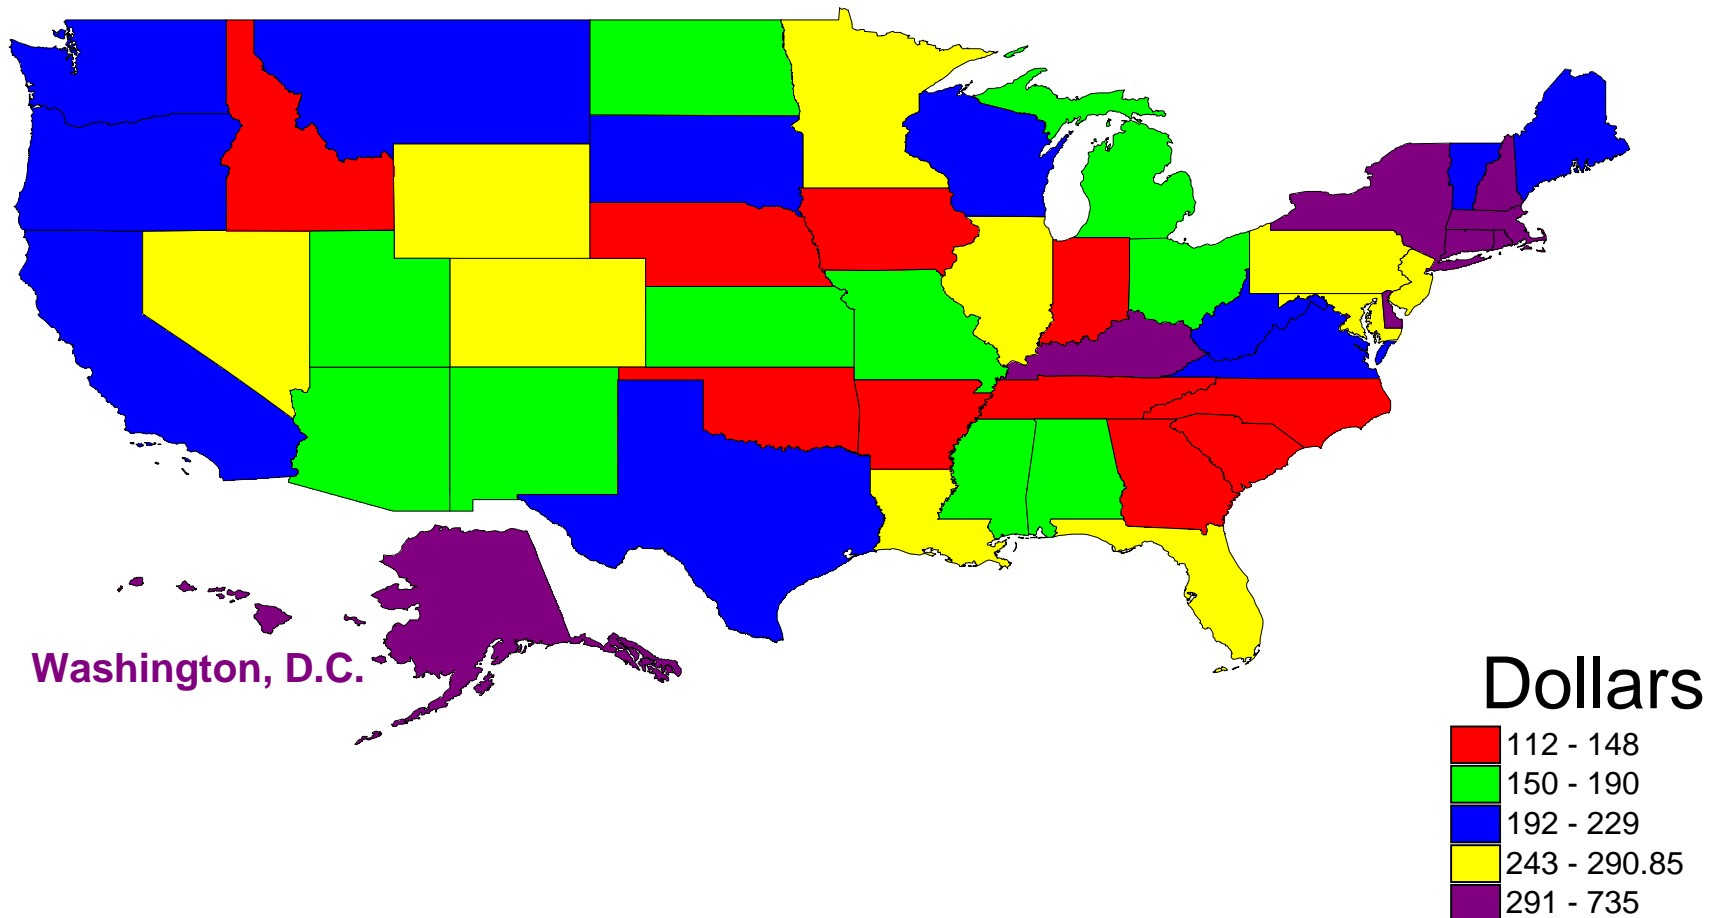 Washington, D.C.
Dollars
112 - 148
150 - 190
192 - 229
243 - 290.85
291 - 735